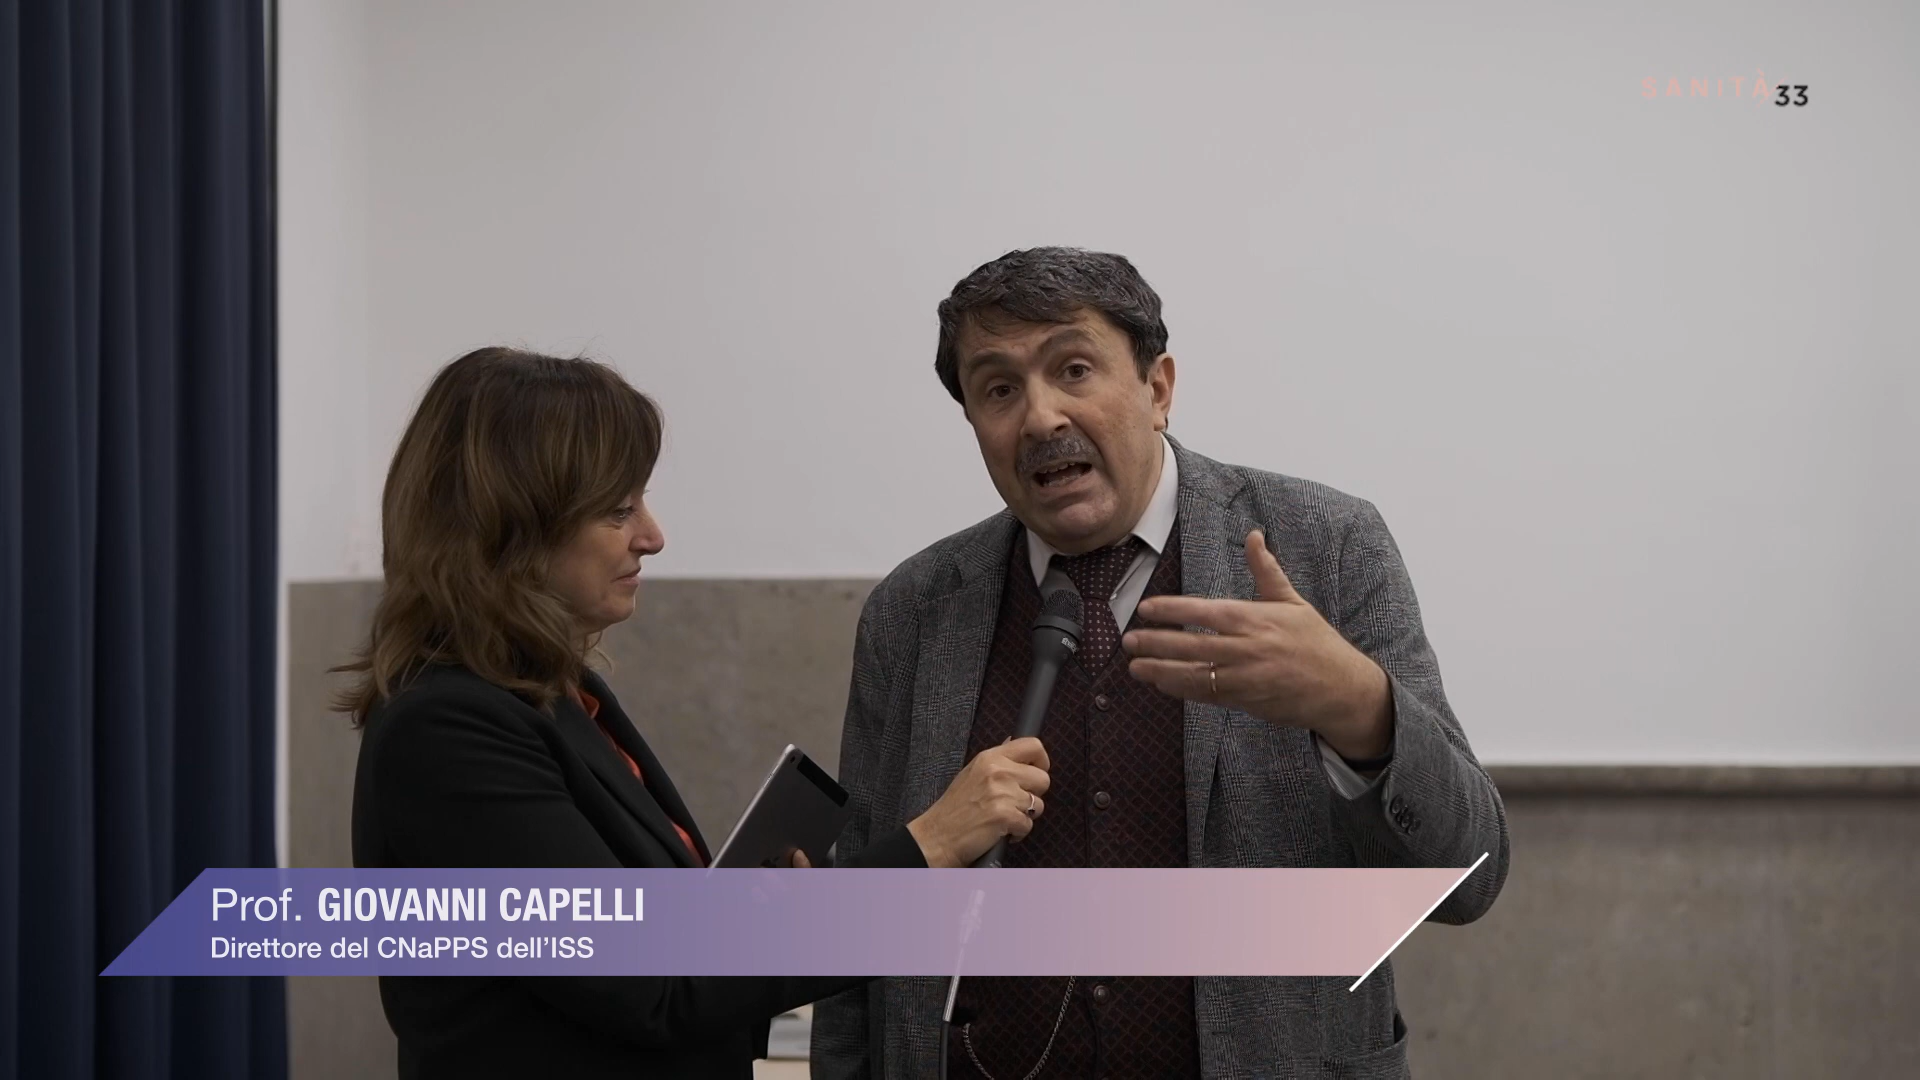 SANITÀ33
Prof. GIOVANNI CAPELLI
Direttore del CNaPPS dell'ISS